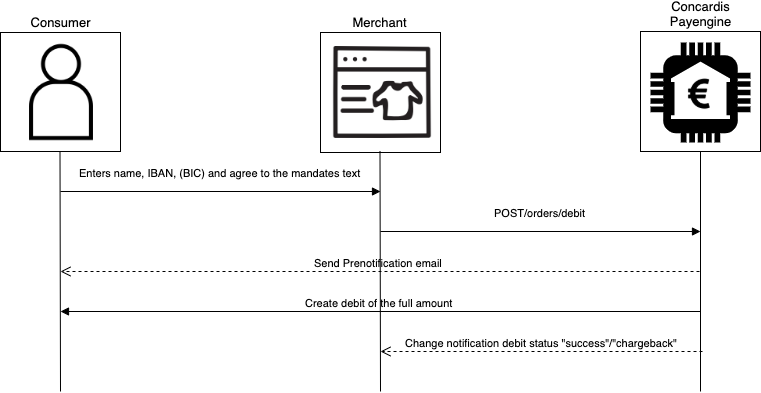 Consumer
Merchant
Concardis
Payengine
€
Enters name, IBAN, (BIC) and agree to the mandates text
POST/orders/debit
Send Prenotification email
Create debit of the full amount
Change notification debit status "success"/"chargeback"